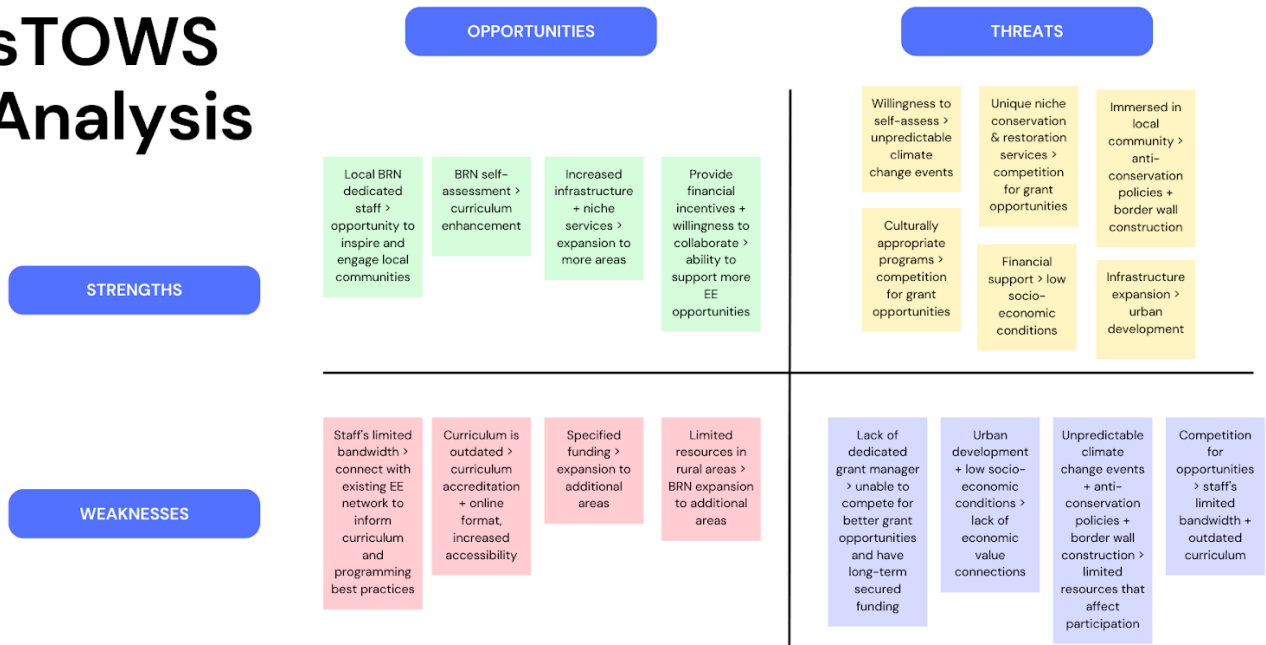 sTOWS
Analysis
OPPORTUNITIES
THREATS
STRENGTHS
Local BRN
dedicated
staff >
opportunity to
inspire and
engage local
communities
BRN self-
assessment >
curriculum
enhancement
Increased
infrastructure
+ niche
services >
expansion to
more areas
Provide
financial
incentives +
willingness to
collaborate >
ability to
support more
EE
opportunities
Willingness to
self-assess >
unpredictable
climate
change events
Unique niche
conservation
& restoration
services >
competition
for grant
opportunities
Immersed in
local
community >
anti-
conservation
policies +
border wall
construction
Culturally
appropriate
programs >
competition
for grant
opportunities
Financial
support > low
socio-
economic
conditions
Infrastructure
expansion >
urban
development
WEAKNESSES
Staff's limited
bandwidth >
connect with
existing EE
network to
inform
curriculum
and
programming
best practices
Curriculum is
outdated >
curriculum
accreditation
+ online
format,
increased
accessibility
Specified
funding >
expansion to
additional
areas
Limited
resources in
rural areas >
BRN expansion
to additional
areas
Lack of
dedicated
grant manager
> unable to
compete for
better grant
opportunities
and have
long-term
secured
funding
Urban
development
+ low socio-
economic
conditions >
lack of
economic
value
connections
Unpredictable
climate
change events
+ anti-
conservation
policies +
border wall
construction >
limited
resources that
affect
participation
Competition
for
opportunities
> staff's
limited
bandwidth +
outdated
curriculum